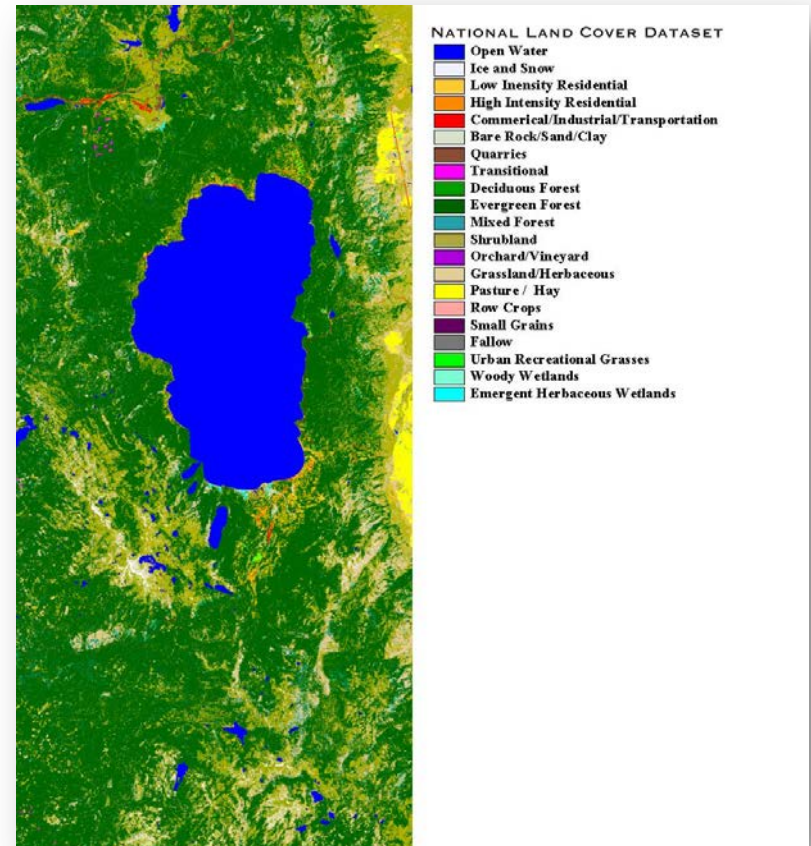 NATIONAL LAND COVER DATASET
Open Water
Ice and Snow
Low Inensity Residential
High Intensity Residential
Commerical/Industrial/Transportation
Bare Rock/Sand/Clay
Quarries
Transitional
Deciduous Forest
Evergreen Forest
Mixed Forest
Shrubland
Orchard/Vineyard
Grassland/Herbaceous
Pasture / Hay
Row Crops
Small Grains
Fallow
Urban Recreational Grasses
Woody Wetlands
Emergent Herbaceous Wetlands